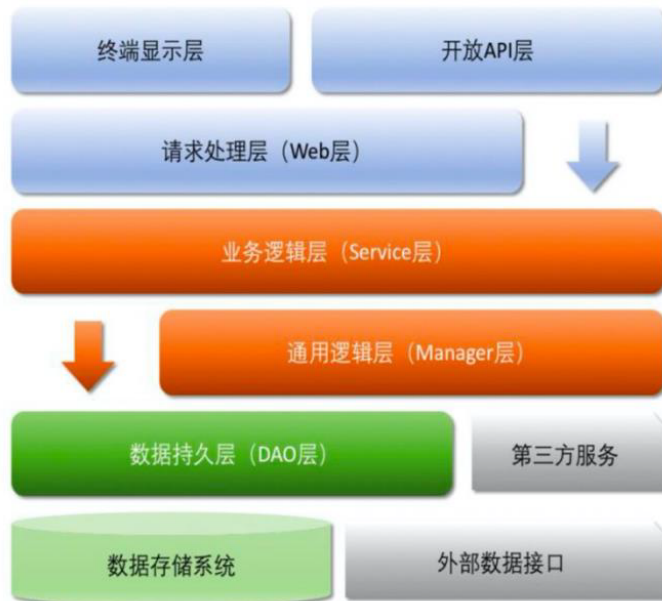 终端显示层
开放API层
请求处理层（Web层）
业务逻辑层（Service层）
通用逻辑层（Manager层）
数据持久层（DAO层）
第三方服务
数据存储系统
外部数据接口